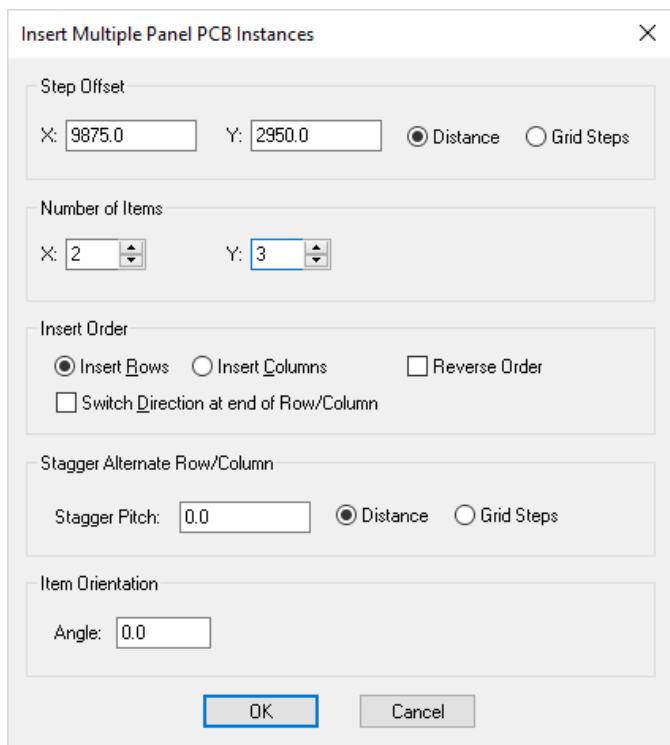 Insert Multiple Panel PCB Instances
Step Offset
X: 9875.0 Y: 2950.0 Distance Grid Steps
Number of Items
X: 2 Y: 3
Insert Order
Insert Rows Insert Columns Reverse Order
Switch Direction at end of Row/Column
Stagger Alternate Row/Column
Stagger Pitch: 0.0 Distance Grid Steps
Item Orientation
Angle: 0.0
OK Cancel